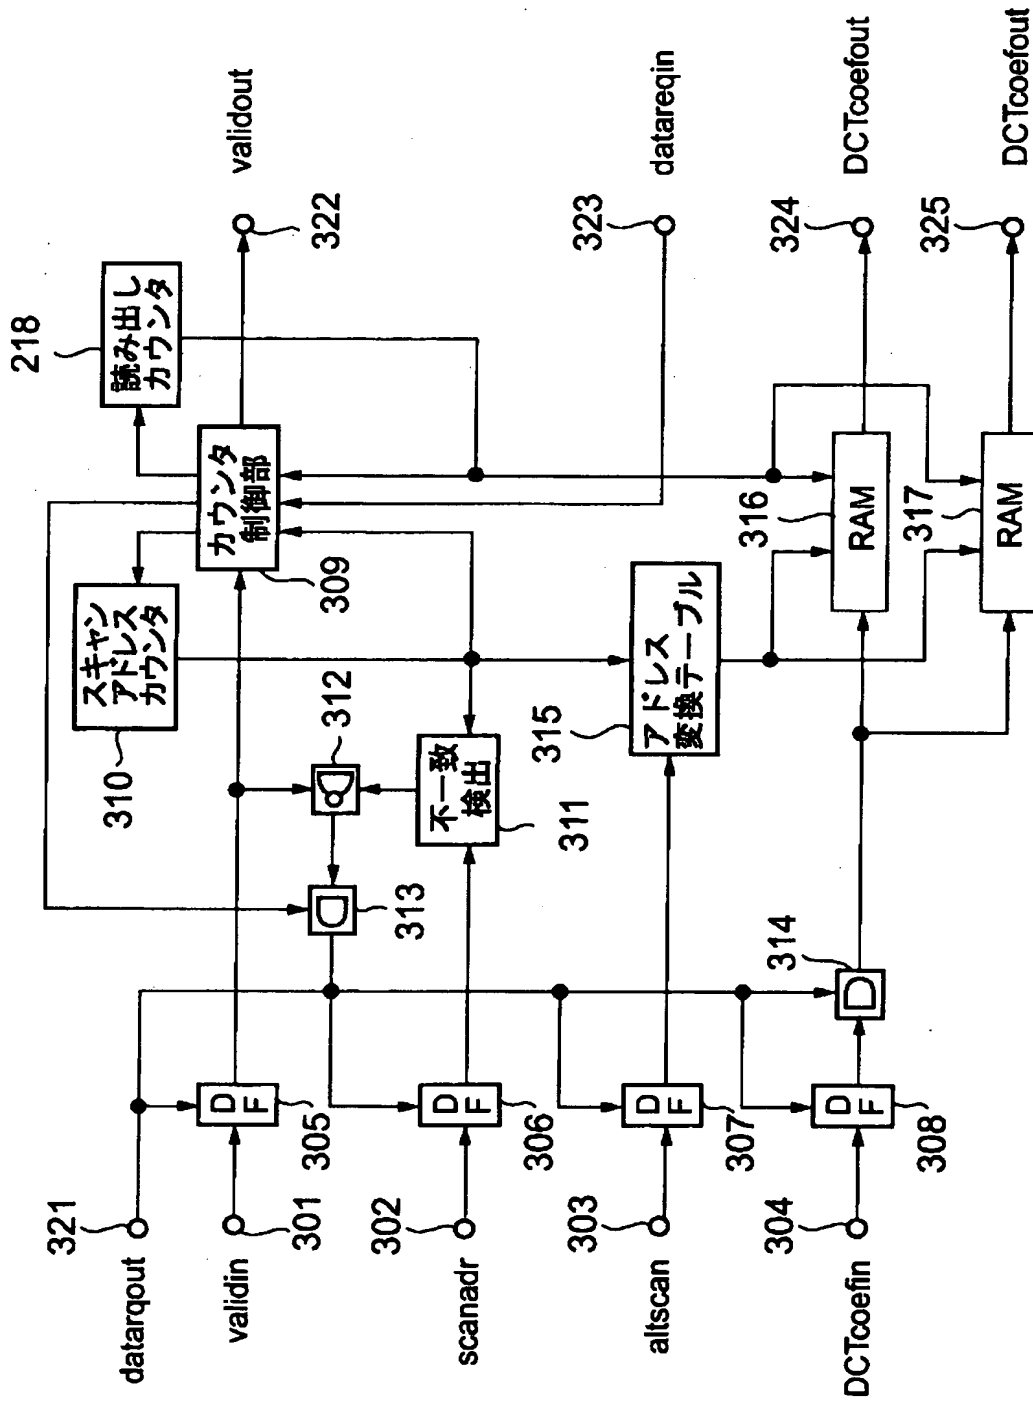 datarqout
321
validin
301
scanadr
302
altscan
303
DCTcoefin
304
D
F
305
D
F
306
D
F
307
D
F
308
313
314
312
不一致
検出
311
スキャン
アドレス
カウンタ
310
アドレス
変換テーブル
315
カウンタ
制御部
309
読み出し
カウンタ
218
RAM
316
RAM
317
validout
322
datareqin
323
DCTcoefout
324
DCTcoefout
325